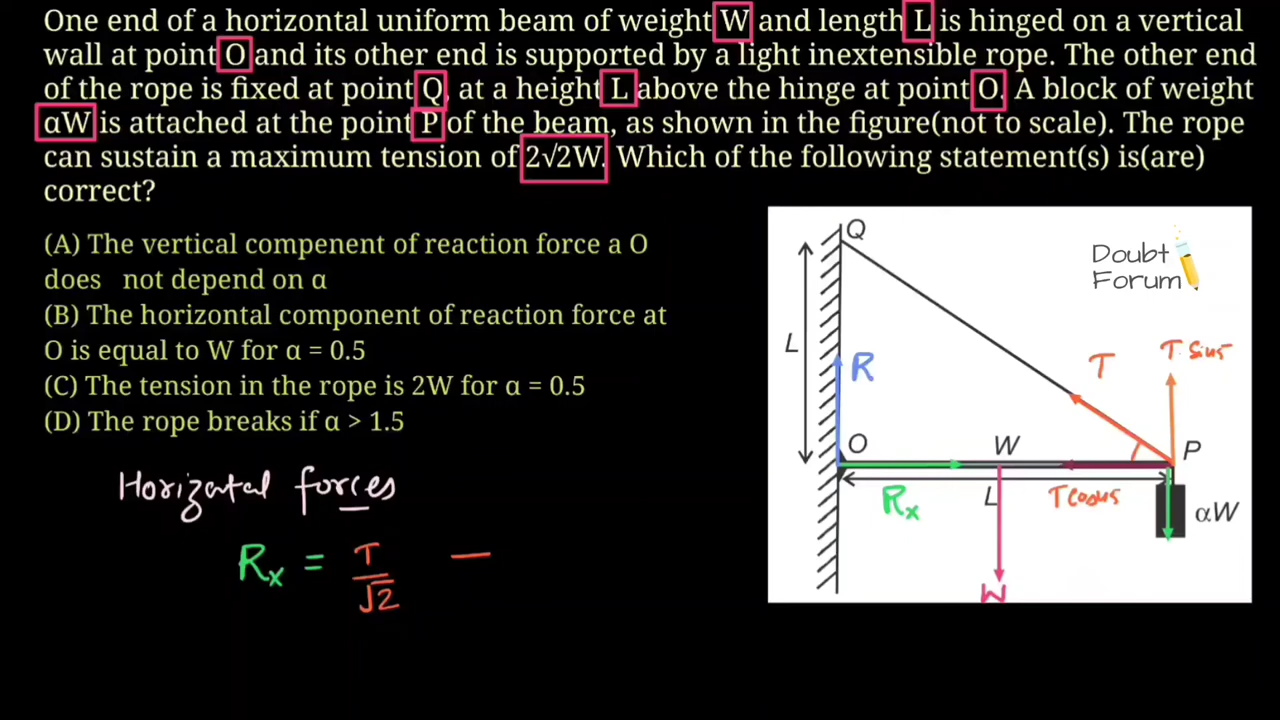 One end of a horizontal uniform beam of weight W and length L is hinged on a vertical
wall at point O and its other end is supported by a light inextensible rope. The other end
of the rope is fixed at point Q, at a height L above the hinge at point O. A block of weight
αW is attached at the point P of the beam, as shown in the figure(not to scale). The rope
can sustain a maximum tension of 2√2W. Which of the following statement(s) is(are)
correct?
(A) The vertical compenent of reaction force a O
does not depend on α
(B) The horizontal component of reaction force at
O is equal to W for α = 0.5
(C) The tension in the rope is 2W for α = 0.5
(D) The rope breaks if α > 1.5
Horizatal forces
Rx = T/√2 —
Q
Doubt
Forum
L
R
T
T sin45
O
W
P
Rx
L
T cos45
αW
W